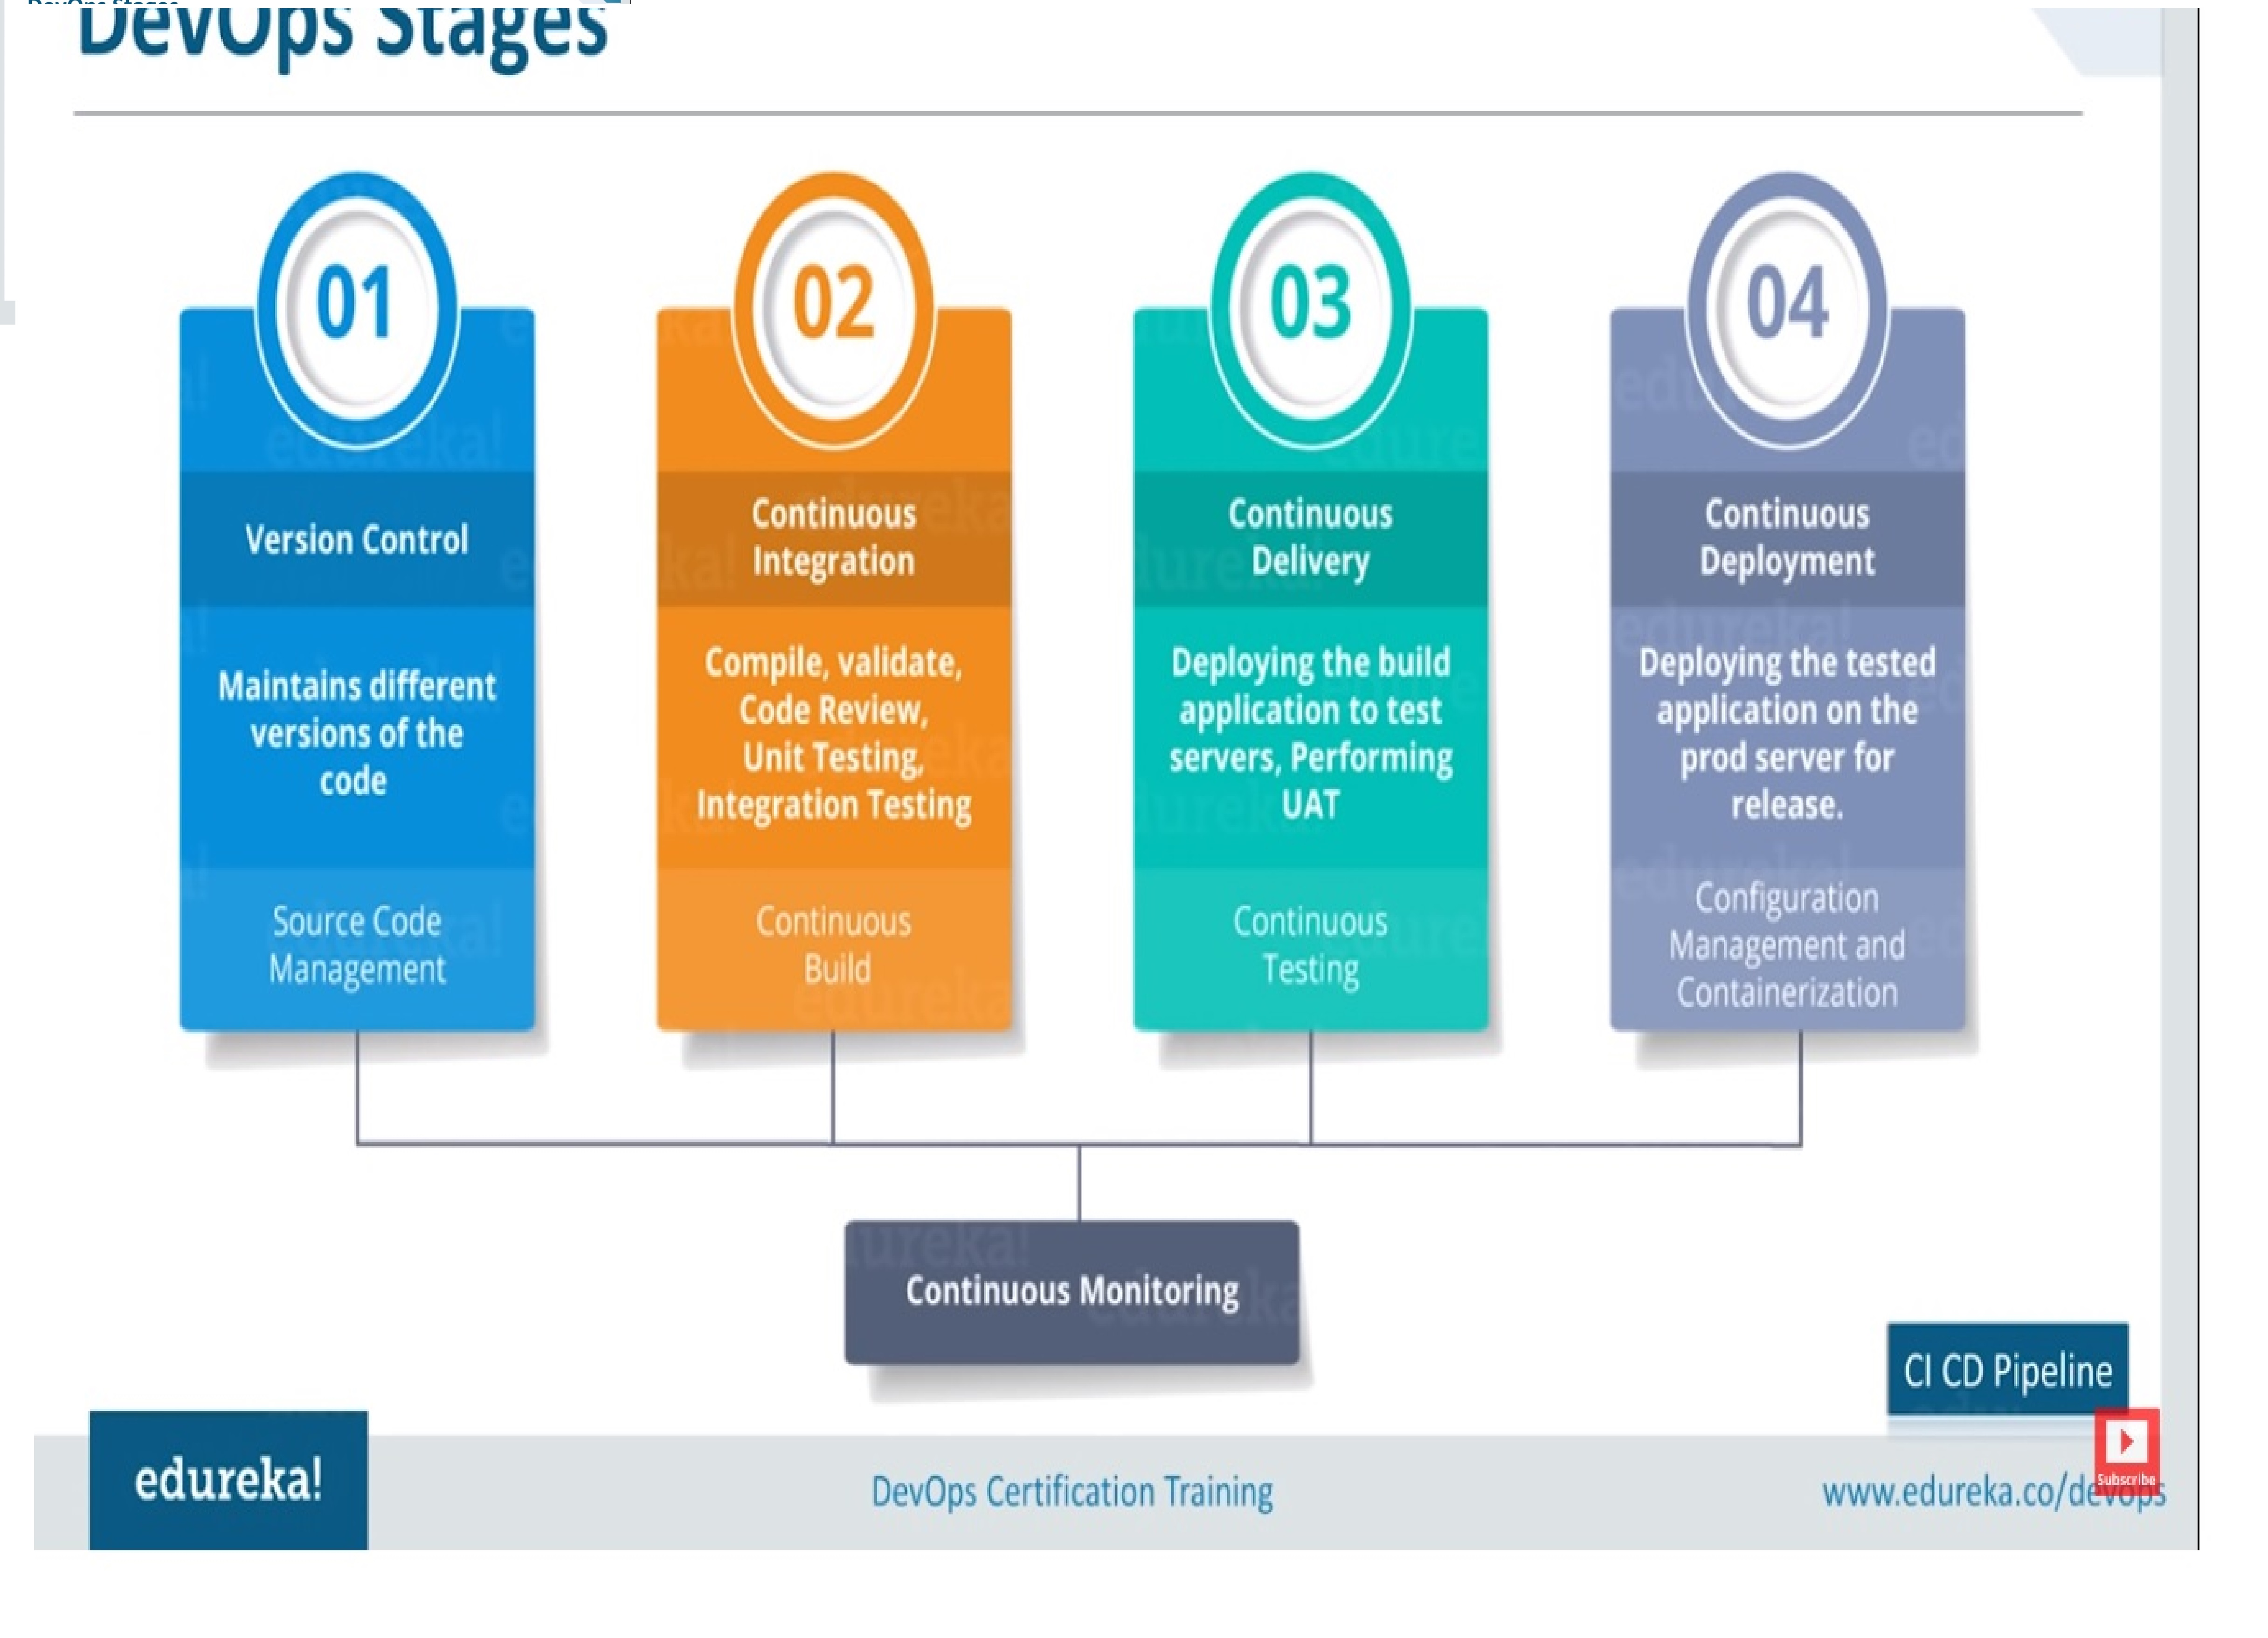 DevOps Stages
DevOps Stages
01
Version Control
Maintains different
versions of the
code
Source Code
Management
02
Continuous
Integration
Compile, validate,
Code Review,
Unit Testing,
Integration Testing
Continuous
Build
03
Continuous
Delivery
Deploying the build
application to test
servers, Performing
UAT
Continuous
Testing
04
Continuous
Deployment
Deploying the tested
application on the
prod server for
release.
Configuration
Management and
Containerization
Continuous Monitoring
CI CD Pipeline
Subscribe
edureka!
DevOps Certification Training
www.edureka.co/devops